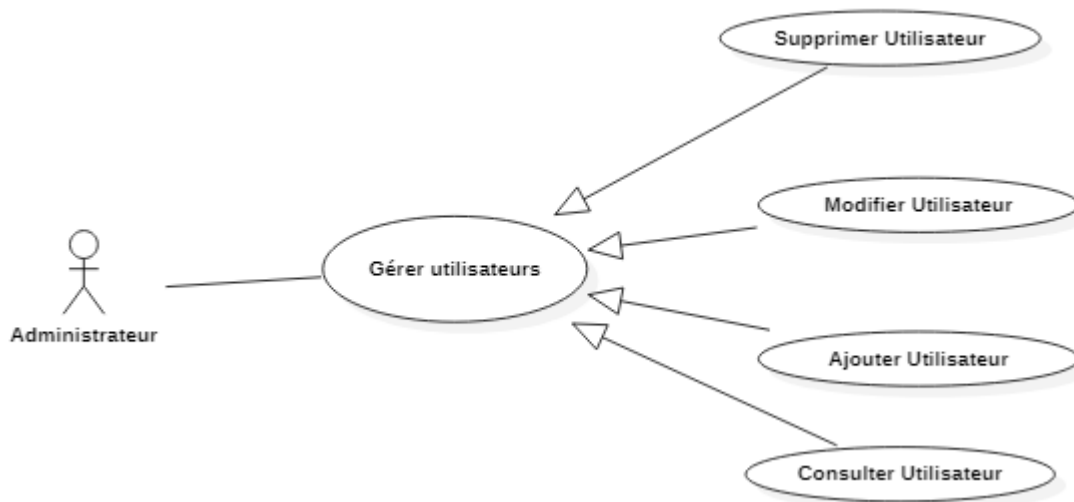 Supprimer Utilisateur
Modifier Utilisateur
Gérer utilisateurs
Administrateur
Ajouter Utilisateur
Consulter Utilisateur